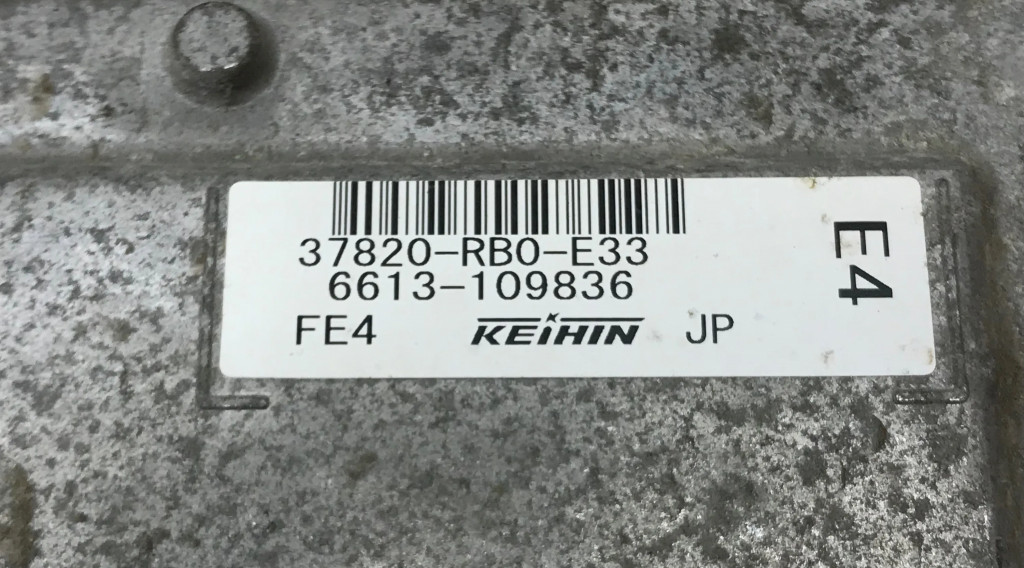 37820-RB0-E33
6613-109836
FE4 KEIHIN JP
E4